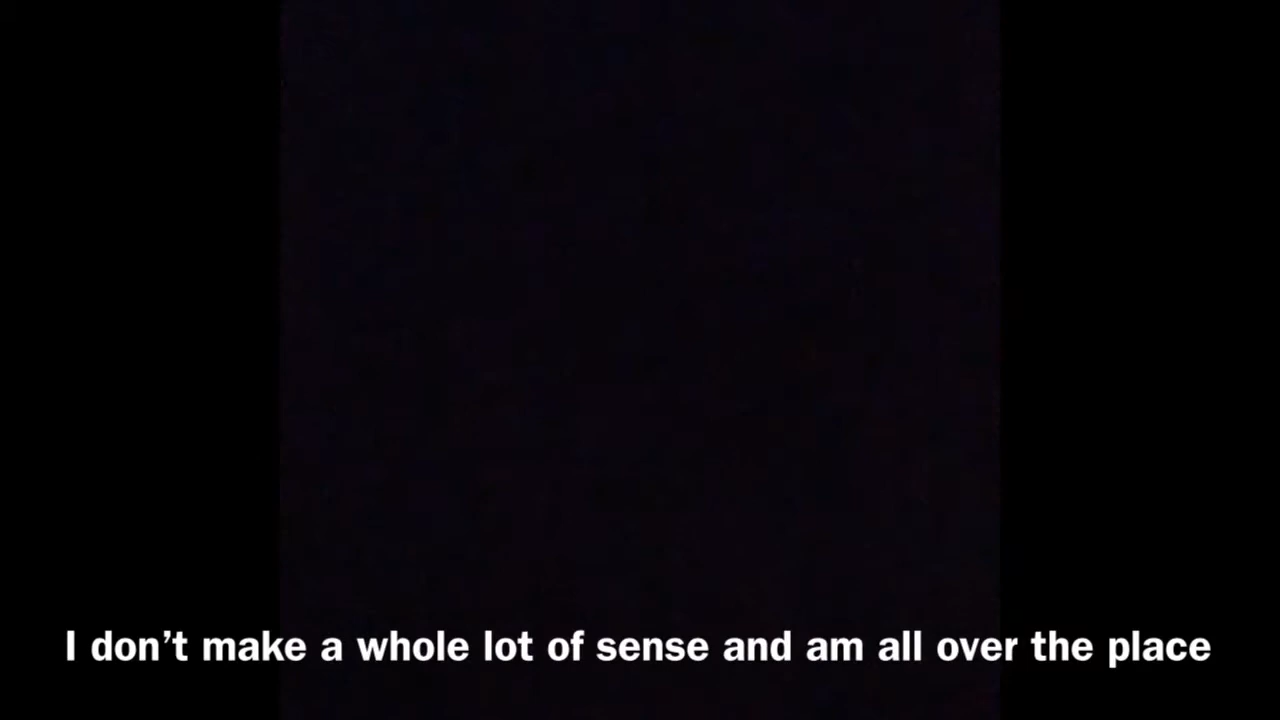 I don’t make a whole lot of sense and am all over the place